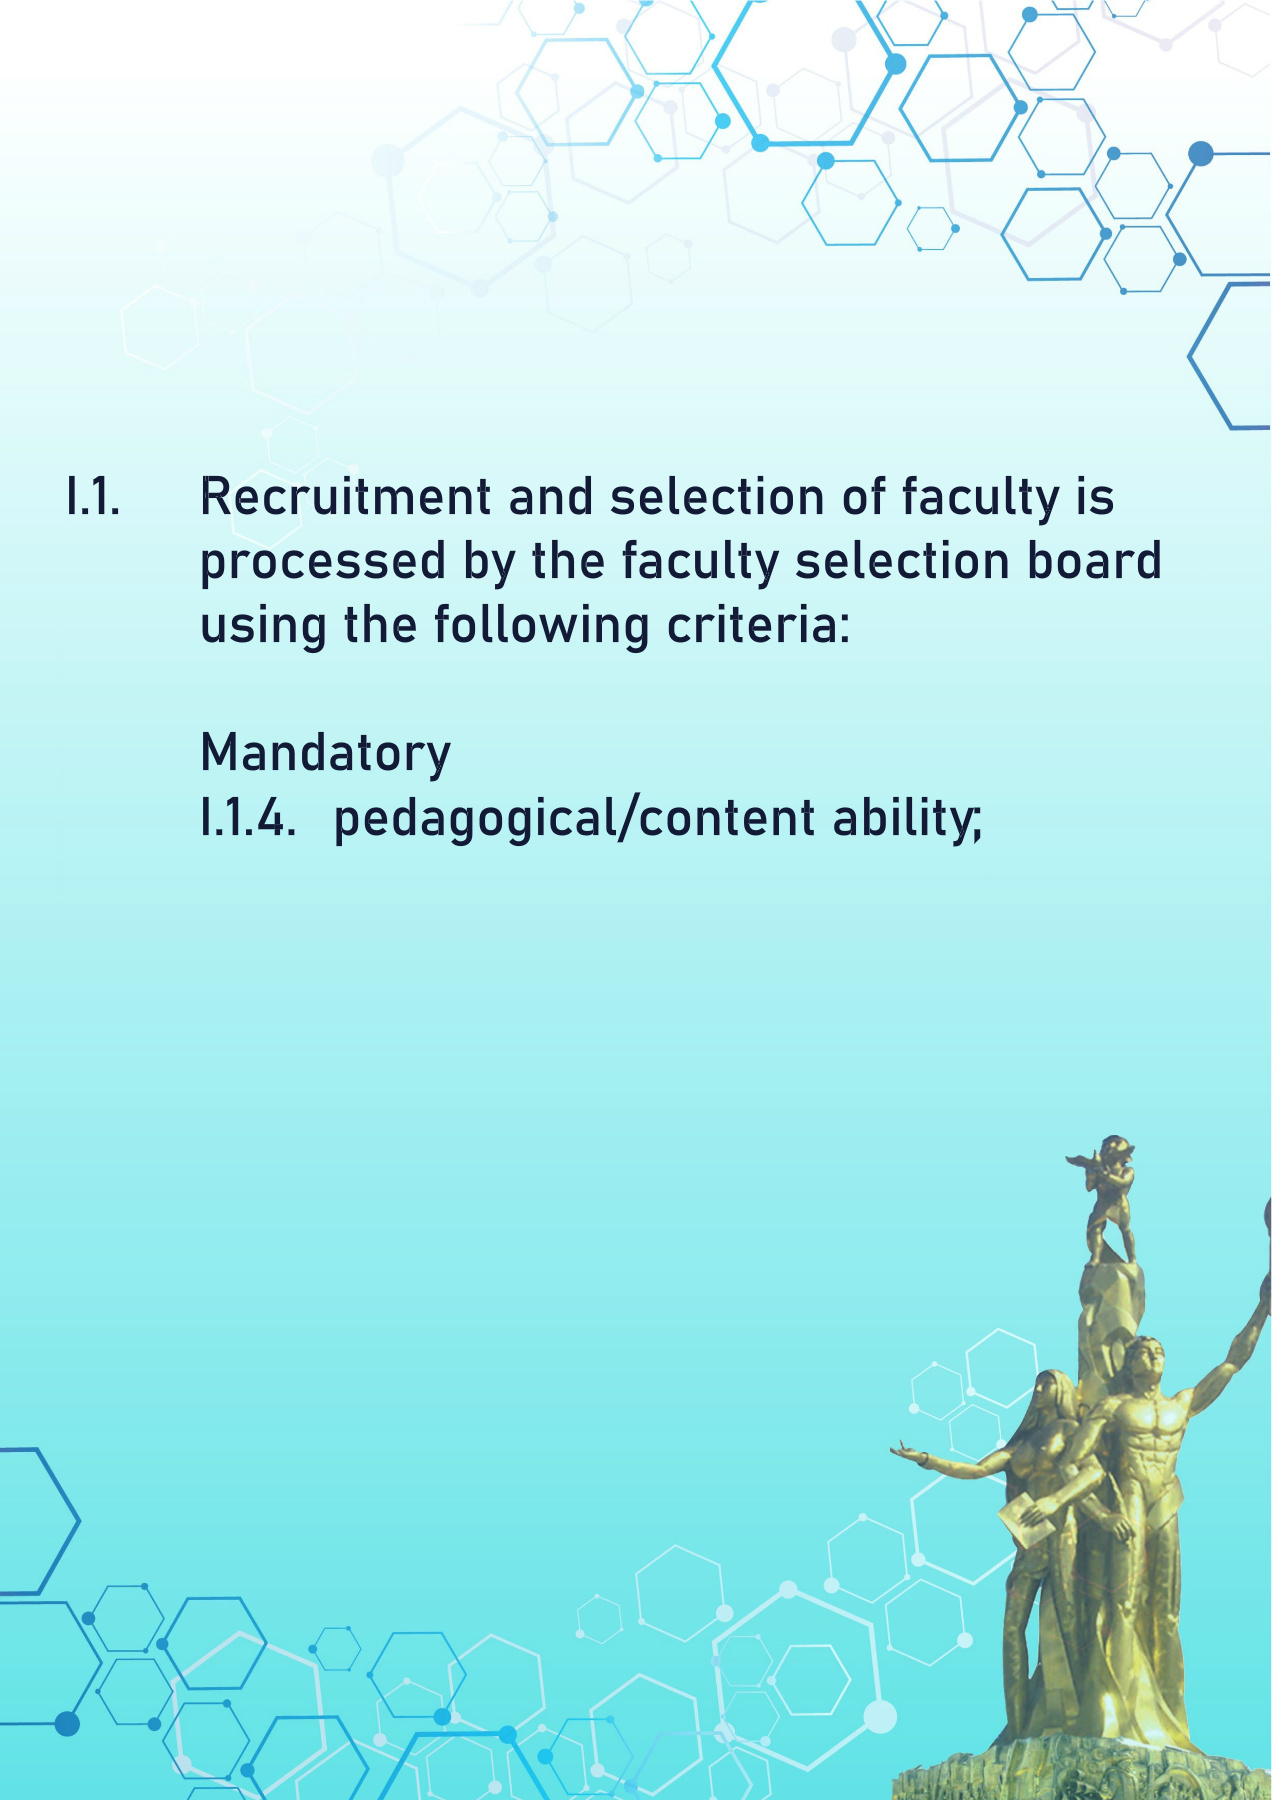 I.1. Recruitment and selection of faculty is
processed by the faculty selection board
using the following criteria:
Mandatory
I.1.4. pedagogical/content ability;